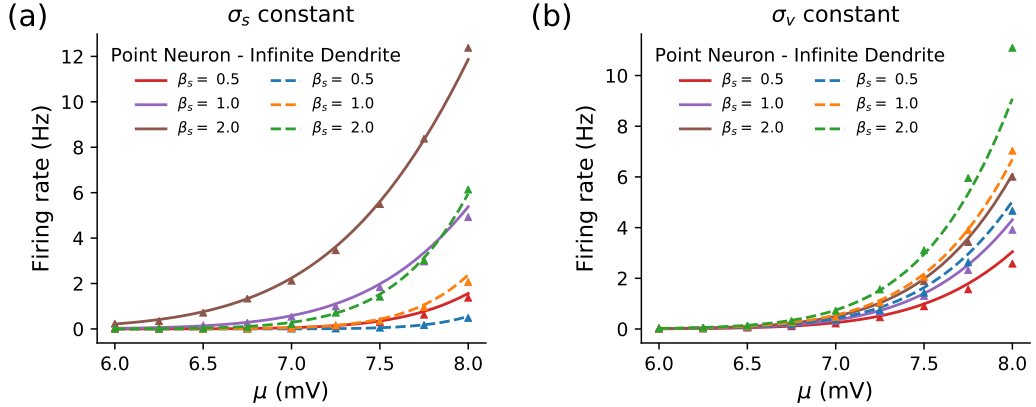 (a)
σs constant
Point Neuron - Infinite Dendrite
βs = 0.5 βs = 0.5
βs = 1.0 βs = 1.0
βs = 2.0 βs = 2.0
Firing rate (Hz)
12
10
8
6
4
2
0
6.0 6.5 7.0 7.5 8.0
μ (mV)
(b)
σv constant
Point Neuron - Infinite Dendrite
βs = 0.5 βs = 0.5
βs = 1.0 βs = 1.0
βs = 2.0 βs = 2.0
Firing rate (Hz)
10
8
6
4
2
0
6.0 6.5 7.0 7.5 8.0
μ (mV)